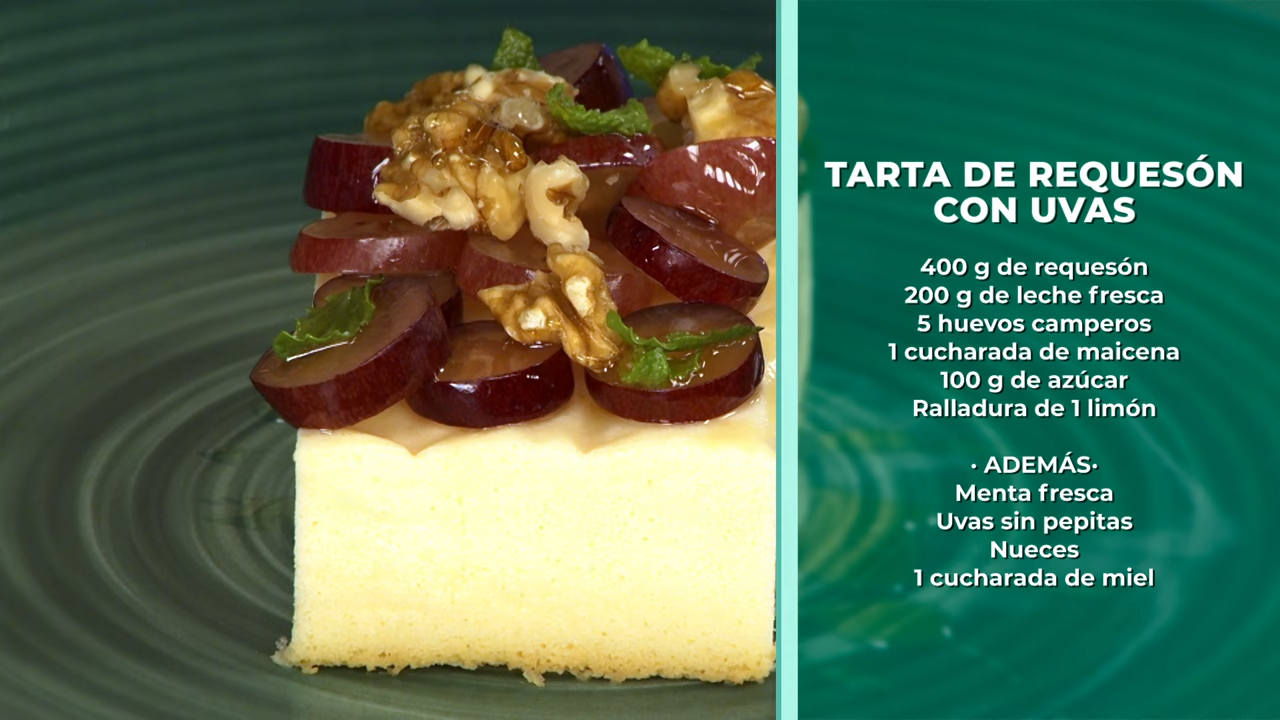 TARTA DE REQUESÓN
CON UVAS
400 g de requesón
200 g de leche fresca
5 huevos camperos
1 cucharada de maicena
100 g de azúcar
Ralladura de 1 limón
· ADEMÁS·
Menta fresca
Uvas sin pepitas
Nueces
1 cucharada de miel